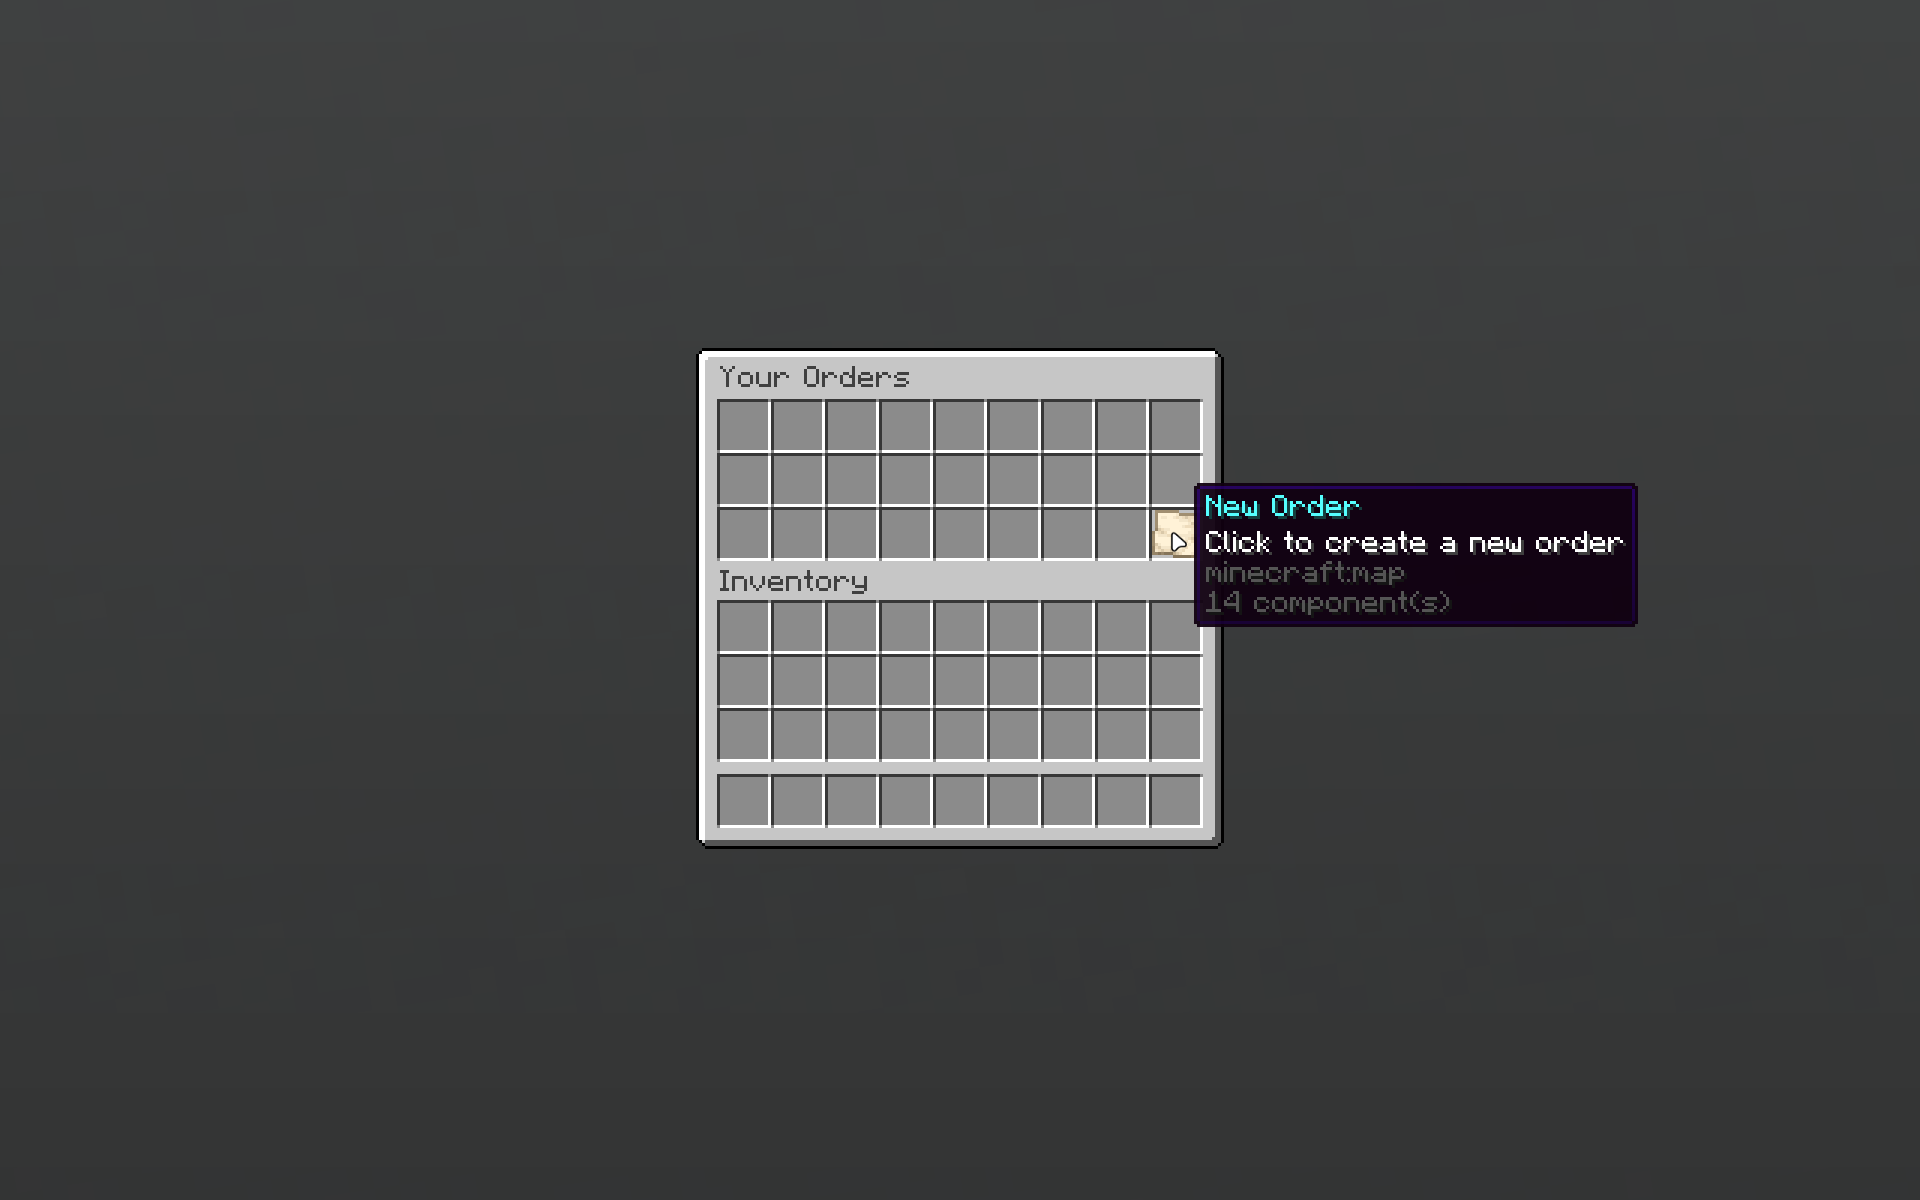 Your Orders
New Order
Click to create a new order
minecraft:map
14 component(s)
Inventory